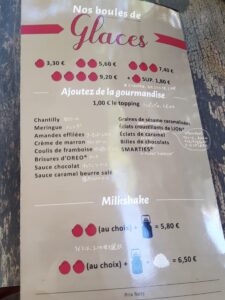 Nos boules de
Glaces
3,30 € 5,60 € 7,40 €
9,20 € + SUP. 1,80 €
Ajoutez de la gourmandise
1,00 € le topping
Chantilly
Meringue
Amandes effilées
Crème de marron
Coulis de framboise
Brisures d'OREO®
Sauce chocolat
Sauce caramel beurre salé
Graines de sésame caramélisées
Éclats croustillants de LION®
Éclats de caramel
Billes de chocolats
SMARTIES®
Milkshake
(au choix) + = 5,80 €
(au choix) + = 6,50 €
Prix Nets